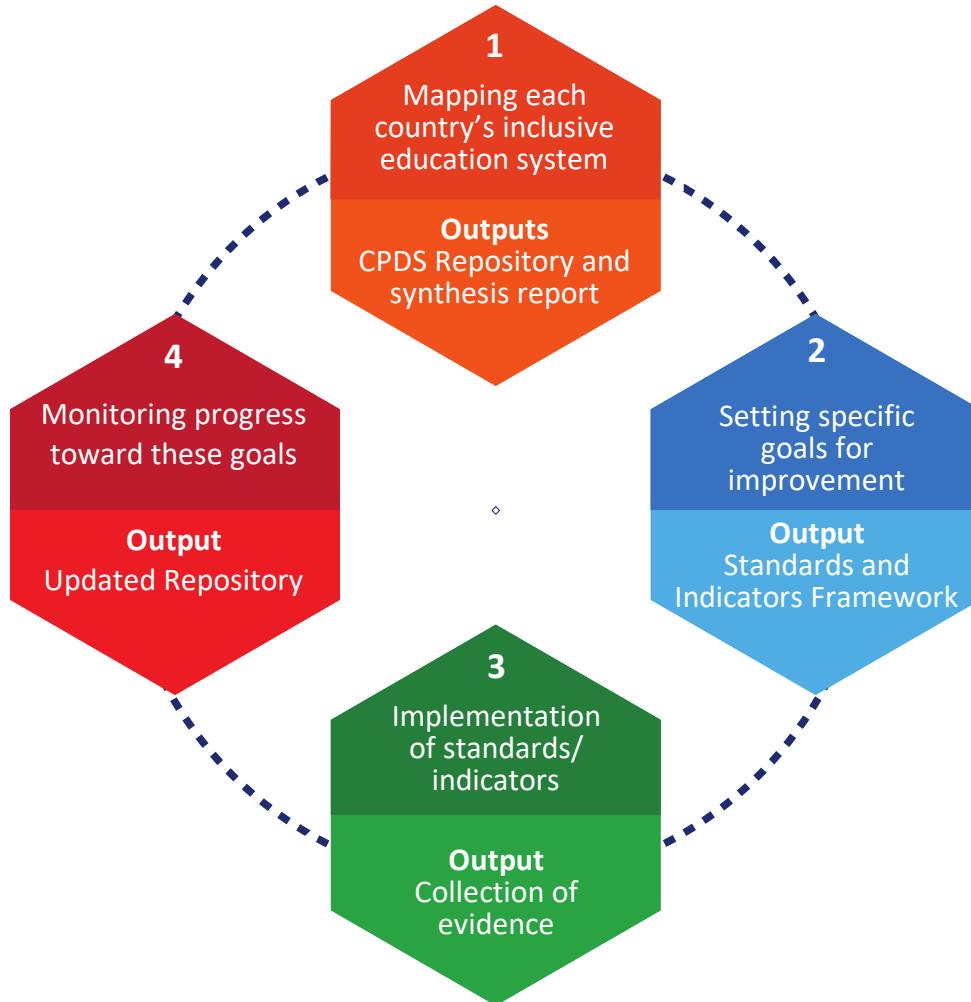 1
Mapping each
country's inclusive
education system
Outputs
CPDS Repository and
synthesis report
2
Setting specific
goals for
improvement
Output
Standards and
Indicators Framework
3
Implementation
of standards/
indicators
Output
Collection of
evidence
4
Monitoring progress
toward these goals
Output
Updated Repository